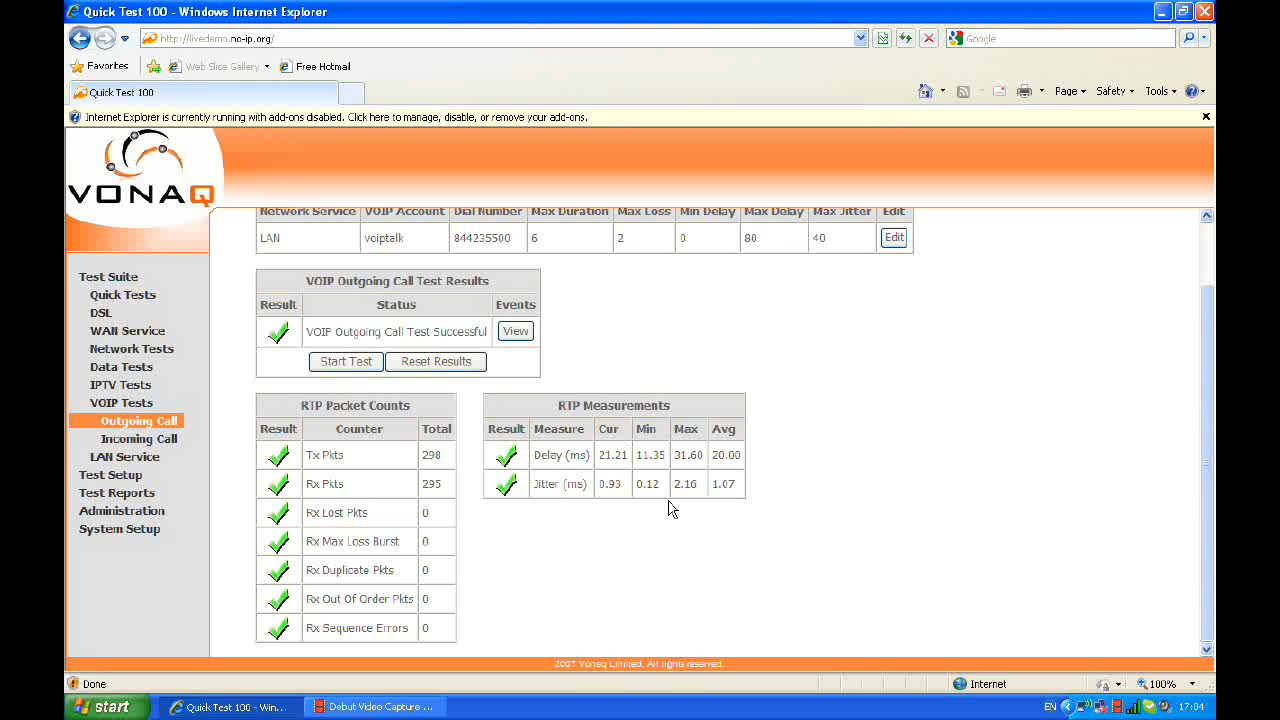 Quick Test 100 - Windows Internet Explorer
http://livedemo.no-ip.org/
Google
Favorites
Web Slice Gallery
Free Hotmail
Quick Test 100
Page
Safety
Tools
Internet Explorer is currently running with add-ons disabled. Click here to manage, disable, or remove your add-ons.
VONAQ
Network Service VOIP Account Dial Number Max Duration Max Loss Min Delay Max Delay Max Jitter Edit
LAN voiptalk 844235500 6 2 0 80 40 Edit
Test Suite
Quick Tests
DSL
WAN Service
Network Tests
Data Tests
IPTV Tests
VOIP Tests
Outgoing Call
Incoming Call
LAN Service
Test Setup
Test Reports
Administration
System Setup
VOIP Outgoing Call Test Results
Result Status Events
VOIP Outgoing Call Test Successful View
Start Test Reset Results
RTP Packet Counts
Result Counter Total
Tx Pkts 298
Rx Pkts 295
Rx Lost Pkts 0
Rx Max Loss Burst 0
Rx Duplicate Pkts 0
Rx Out Of Order Pkts 0
Rx Sequence Errors 0
RTP Measurements
Result Measure Cur Min Max Avg
Delay (ms) 21.21 11.35 31.60 20.00
Jitter (ms) 0.93 0.12 2.16 1.07
2007 Vonaq Limited. All rights reserved.
Done
Internet
100%
start
Quick Test 100 - Win...
Debut Video Capture ...
EN
17:04